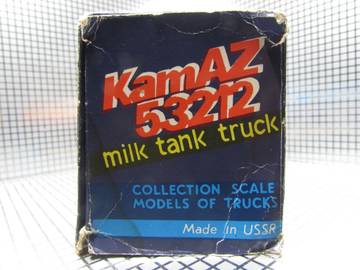 KamAZ
53212
milk tank truck
COLLECTION SCALE
MODELS OF TRUCKS
Made in USSR